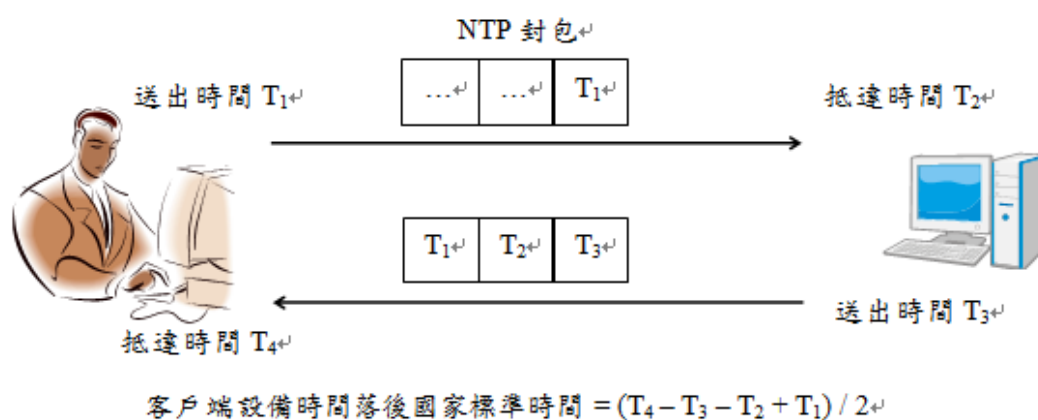 NTP 封包↵
送出時間 T₁↵
…↵ …↵ T₁↵
抵達時間 T₂↵
T₁↵ T₂↵ T₃↵
送出時間 T₃↵
抵達時間 T₄↵
客戶端設備時間落後國家標準時間 = (T₄ – T₃ – T₂ + T₁) / 2↵